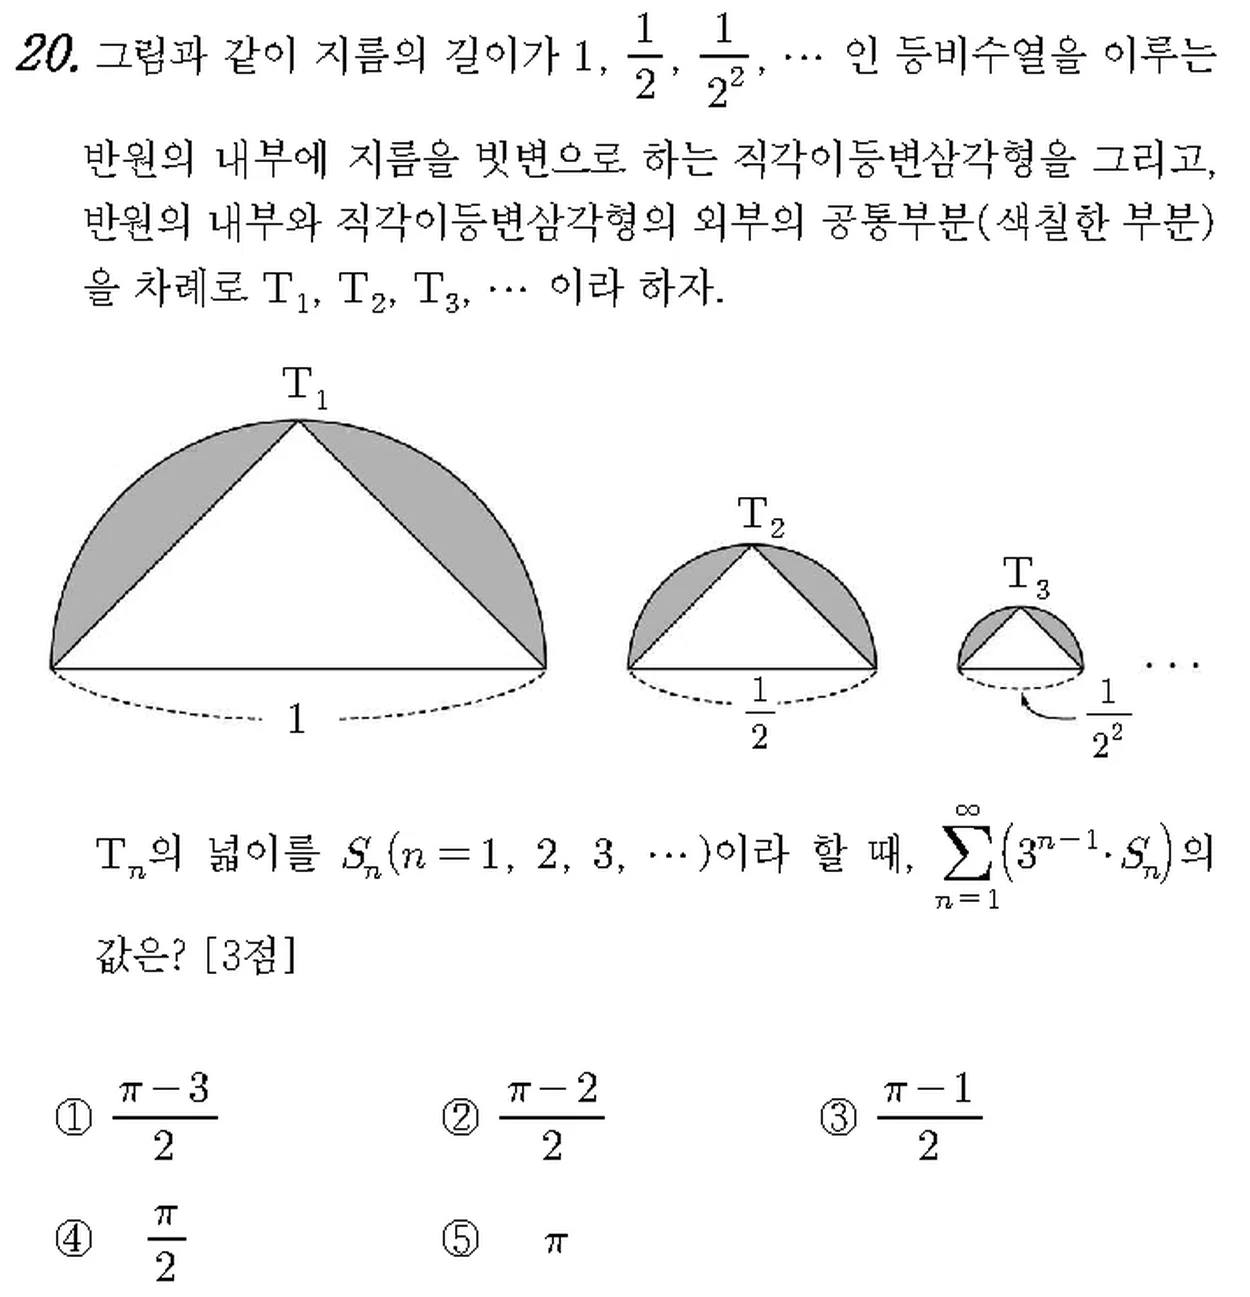 20. 그림과 같이 지름의 길이가 1, 1/2, 1/2², ⋯ 인 등비수열을 이루는
반원의 내부에 지름을 빗변으로 하는 직각이등변삼각형을 그리고,
반원의 내부와 직각이등변삼각형의 외부의 공통부분(색칠한 부분)
을 차례로 T₁, T₂, T₃, ⋯ 이라 하자.
T₁
T₂
T₃
1
1/2
1/2²
⋯
Tₙ의 넓이를 Sₙ(n=1, 2, 3, ⋯)이라 할 때, ∑_{n=1}^{∞}(3^{n-1}·Sₙ)의
값은? [3점]
① (π-3)/2 ② (π-2)/2 ③ (π-1)/2
④ π/2 ⑤ π